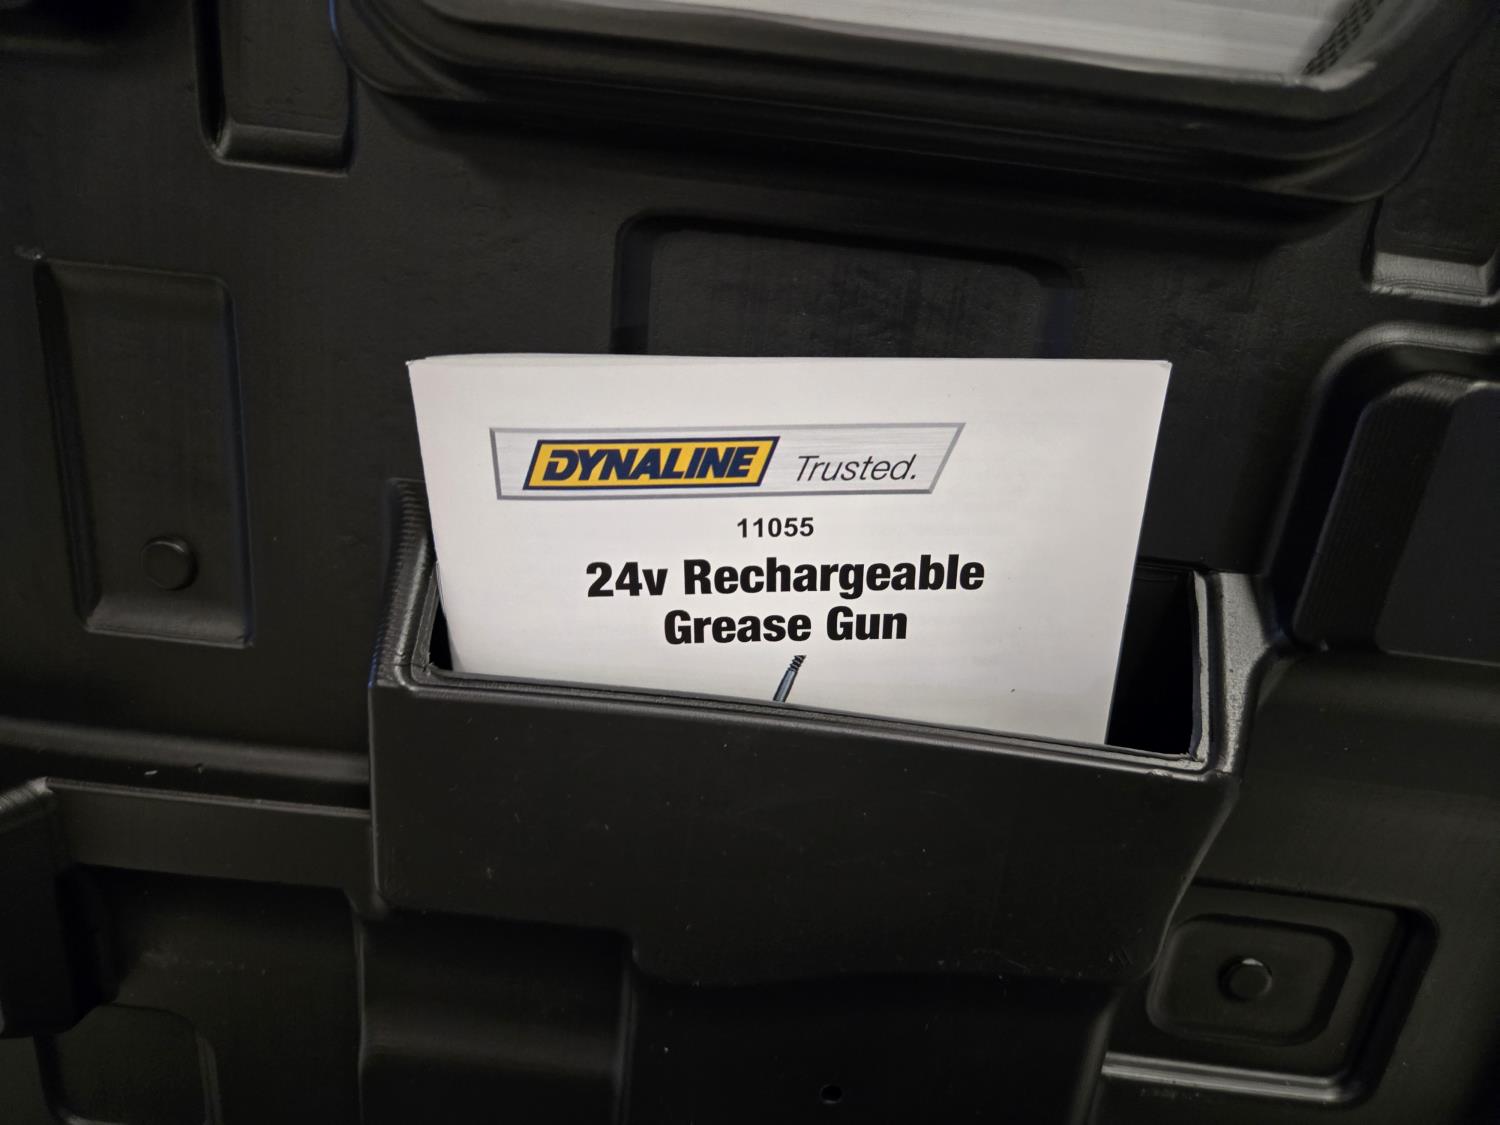 DYNALINE Trusted.
11055
24v Rechargeable
Grease Gun